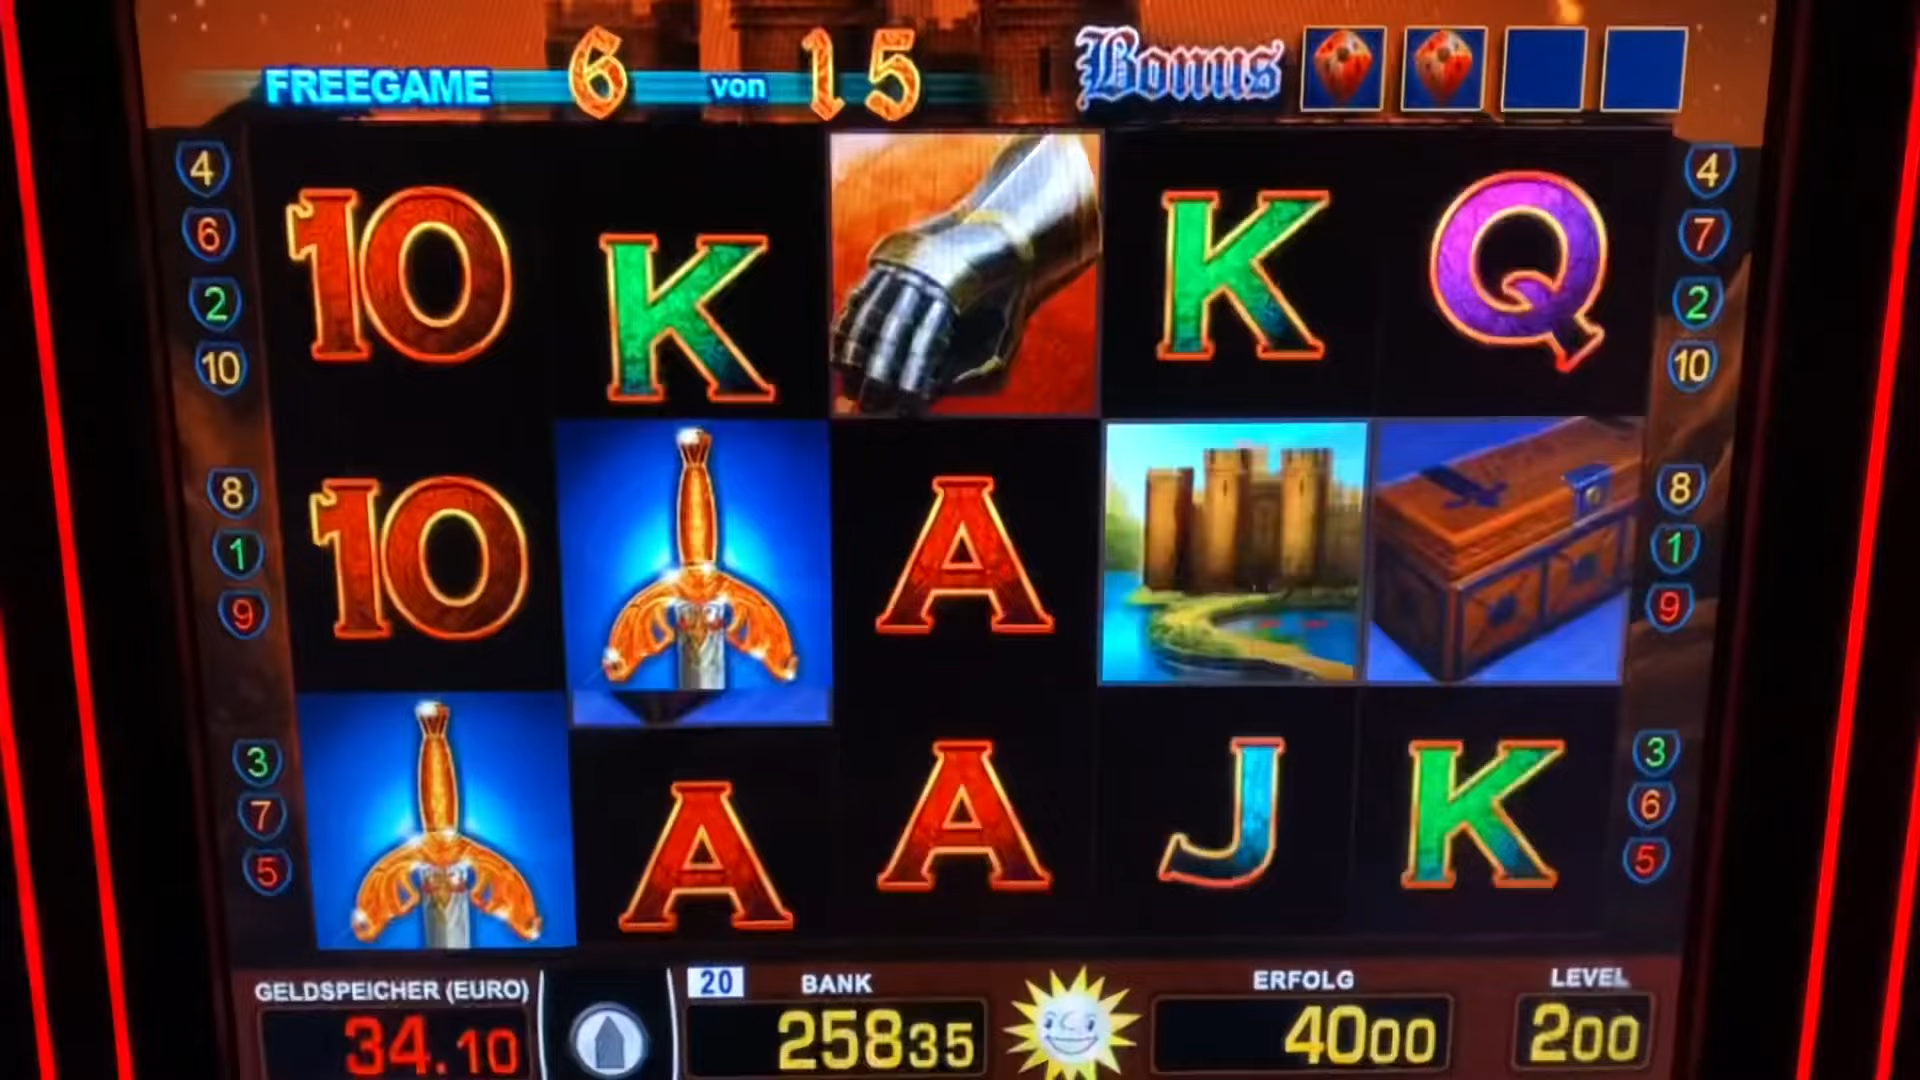 FREEGAME 6 von 15 Bonus
4 10 K K Q 4
6 7
2 2
10 10
8 10 A 8
1 1
9 9
3 A A J K 3
7 6
5 5
GELDSPEICHER (EURO) 20 BANK ERFOLG LEVEL
34.10 25835 4000 200